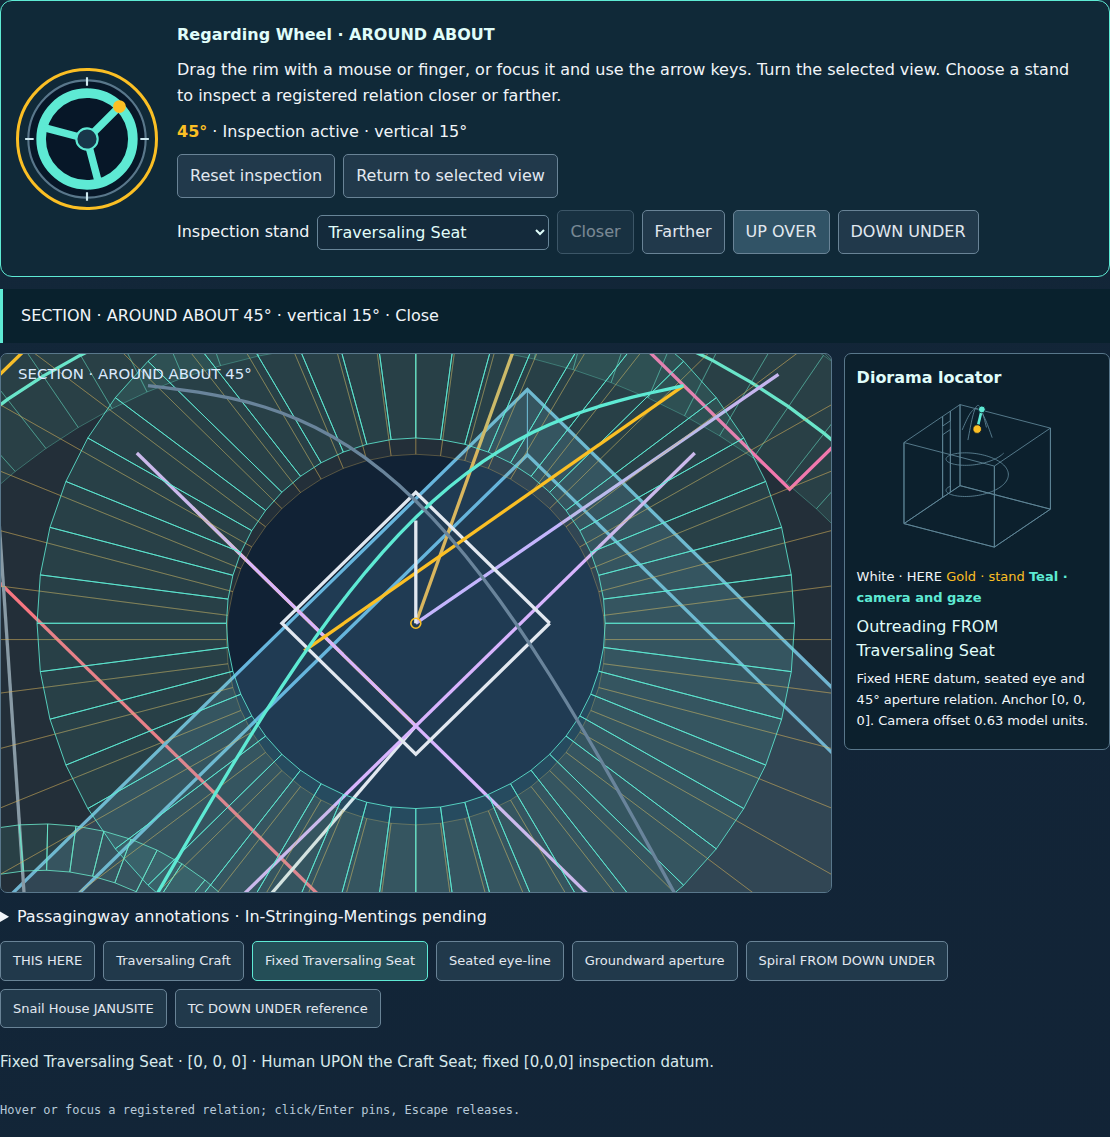 Regarding Wheel · AROUND ABOUT
Drag the rim with a mouse or finger, or focus it and use the arrow keys. Turn the selected view. Choose a stand
to inspect a registered relation closer or farther.
45° · Inspection active · vertical 15°
Reset inspection
Return to selected view
Inspection stand
Traversaling Seat
Closer
Farther
UP OVER
DOWN UNDER
SECTION · AROUND ABOUT 45° · vertical 15° · Close
SECTION · AROUND ABOUT 45°
Diorama locator
White · HERE Gold · stand Teal ·
camera and gaze
Outreading FROM
Traversaling Seat
Fixed HERE datum, seated eye and
45° aperture relation. Anchor [0, 0,
0]. Camera offset 0.63 model units.
Passagingway annotations · In-Stringing-Mentings pending
THIS HERE
Traversaling Craft
Fixed Traversaling Seat
Seated eye-line
Groundward aperture
Spiral FROM DOWN UNDER
Snail House JANUSITE
TC DOWN UNDER reference
Fixed Traversaling Seat · [0, 0, 0] · Human UPON the Craft Seat; fixed [0,0,0] inspection datum.
Hover or focus a registered relation; click/Enter pins, Escape releases.